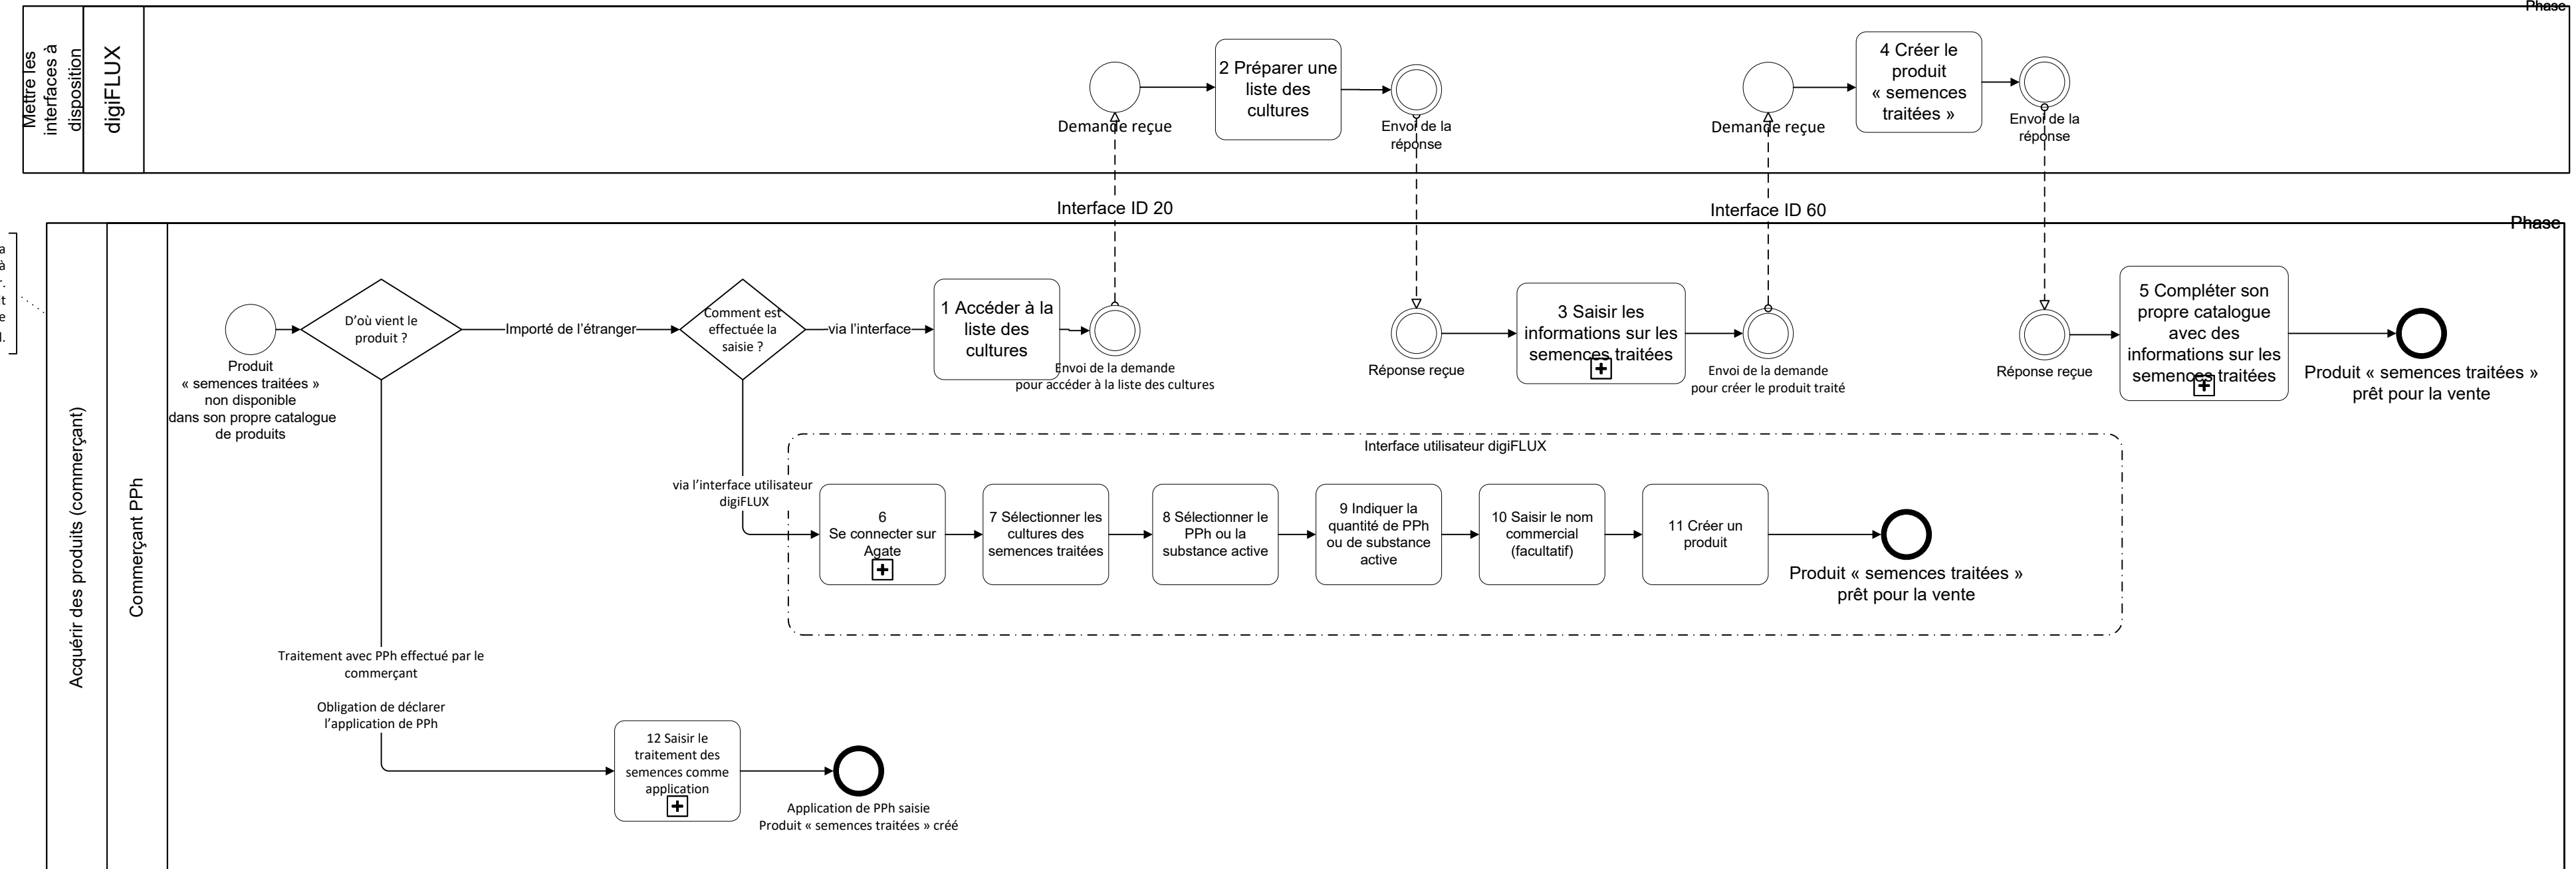 Phase
Mettre les
interfaces à
disposition
digiFLUX
Demande reçue
2 Préparer une
liste des
cultures
Envoi de la
réponse
Demande reçue
4 Créer le
produit
« semences
traitées »
Envoi de la
réponse
Interface ID 20
Interface ID 60
Phase
a
à
r.
it
e
l.
Acquérir des produits (commerçant)
Commerçant PPh
Produit
« semences traitées »
non disponible
dans son propre catalogue
de produits
D’où vient le
produit ?
Importé de l’étranger
Comment est
effectuée la
saisie ?
via l’interface
1 Accéder à la
liste des
cultures
Envoi de la demande
pour accéder à la liste des cultures
Réponse reçue
3 Saisir les
informations sur les
semences traitées
Envoi de la demande
pour créer le produit traité
Réponse reçue
5 Compléter son
propre catalogue
avec des
informations sur les
semences traitées
Produit « semences traitées »
prêt pour la vente
Interface utilisateur digiFLUX
via l’interface utilisateur
digiFLUX
6
Se connecter sur
Agate
7 Sélectionner les
cultures des
semences traitées
8 Sélectionner le
PPh ou la
substance active
9 Indiquer la
quantité de PPh
ou de substance
active
10 Saisir le nom
commercial
(facultatif)
11 Créer un
produit
Produit « semences traitées »
prêt pour la vente
Traitement avec PPh effectué par le
commerçant
Obligation de déclarer
l’application de PPh
12 Saisir le
traitement des
semences comme
application
Application de PPh saisie
Produit « semences traitées » créé